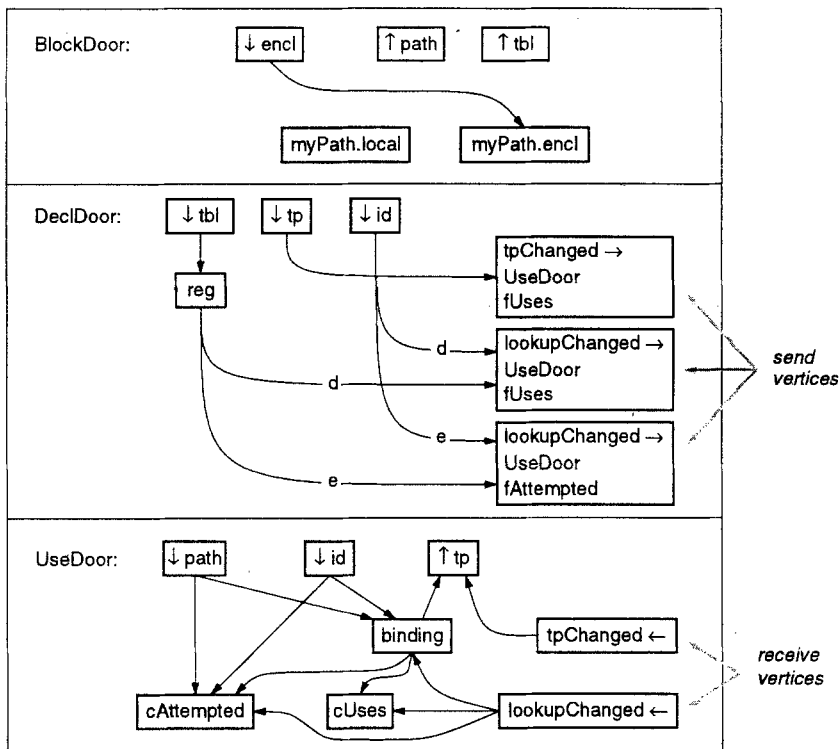 BlockDoor:
↓ encl
↑ path
↑ tbl
myPath.local
myPath.encl
DeclDoor:
↓ tbl
↓ tp
↓ id
reg
tpChanged →
UseDoor
fUses
d
lookupChanged →
UseDoor
fUses
d
e
lookupChanged →
UseDoor
fAttempted
e
send
vertices
UseDoor:
↓ path
↓ id
↑ tp
binding
tpChanged ←
cAttempted
cUses
lookupChanged ←
receive
vertices